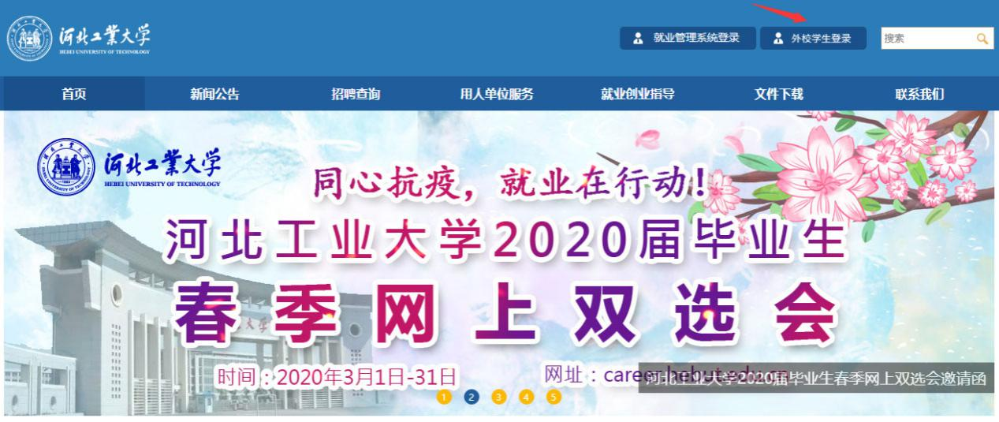 河北工業大学
HEBEI UNIVERSITY OF TECHNOLOGY
就业管理系统登录
外校学生登录
搜索
首页
新闻公告
招聘查询
用人单位服务
就业创业指导
文件下载
联系我们
河北工業大学
HEBEI UNIVERSITY OF TECHNOLOGY
同心抗疫，就业在行动！
河北工业大学2020届毕业生
春季网上双选会
时间：2020年3月1日-31日
网址：career.hebut.edu.cn
河北工业大学2020届毕业生春季网上双选会邀请函
1 2 3 4 5